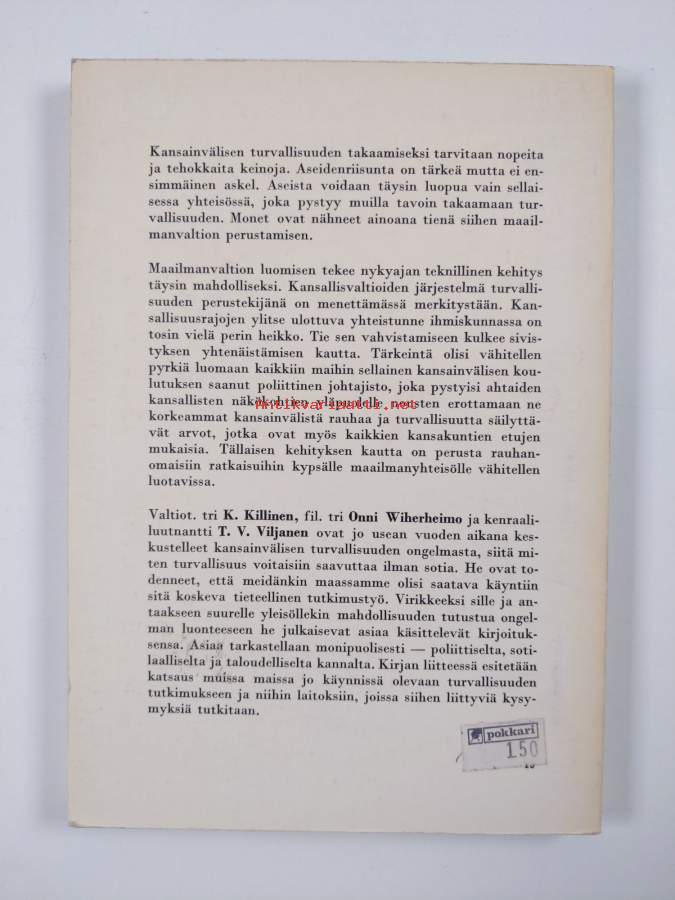 Kansainvälisen turvallisuuden takaamiseksi tarvitaan nopeita
ja tehokkaita keinoja. Aseidenriisunta on tärkeä mutta ei en-
simmäinen askel. Aseista voidaan täysin luopua vain sellai-
sessa yhteisössä, joka pystyy muilla tavoin takaamaan tur-
vallisuuden. Monet ovat nähneet ainoana tienä siihen maail-
manvaltion perustamisen.
Maailmanvaltion luomisen tekee nykyajan teknillinen kehitys
täysin mahdolliseksi. Kansallisvaltioiden järjestelmä turvalli-
suuden perustekijänä on menettämässä merkitystään. Kan-
sallisuusrajojen ylitse ulottuva yhteistunne ihmiskunnassa on
tosin vielä perin heikko. Tie sen vahvistamiseen kulkee sivis-
tyksen yhtenäistämisen kautta. Tärkeintä olisi vähitellen
pyrkiä luomaan kaikkiin maihin sellainen kansainvälisen kou-
lutuksen saanut poliittinen johtajisto, joka pystyisi ahtaiden
kansallisten näkökohtien yläpuolelle nousten erottamaan ne
Antikvariaatti.net
korkeammat kansainvälistä rauhaa ja turvallisuutta säilyttä-
vät arvot, jotka ovat myös kaikkien kansakuntien etujen
mukaisia. Tällaisen kehityksen kautta on perusta rauhan-
omaisiin ratkaisuihin kypsälle maailmanyhteisölle vähitellen
luotavissa.
Valtiot. tri K. Killinen, fil. tri Onni Wiherheimo ja kenraali-
luutnantti T. V. Viljanen ovat jo usean vuoden aikana kes-
kustelleet kansainvälisen turvallisuuden ongelmasta, siitä mi-
ten turvallisuus voitaisiin saavuttaa ilman sotia. He ovat to-
denneet, että meidänkin maassamme olisi saatava käyntiin
sitä koskeva tieteellinen tutkimustyö. Virikkeeksi sille ja an-
taakseen suurelle yleisöllekin mahdollisuuden tutustua ongel-
man luonteeseen he julkaisevat asiaa käsittelevät kirjoituk-
sensa. Asiaa tarkastellaan monipuolisesti — poliittiselta, soti-
laalliselta ja taloudelliselta kannalta. Kirjan liitteessä esitetään
katsaus muissa maissa jo käynnissä olevaan turvallisuuden
tutkimukseen ja niihin laitoksiin, joissa siihen liittyviä kysy-
myksiä tutkitaan.
pokkari
150